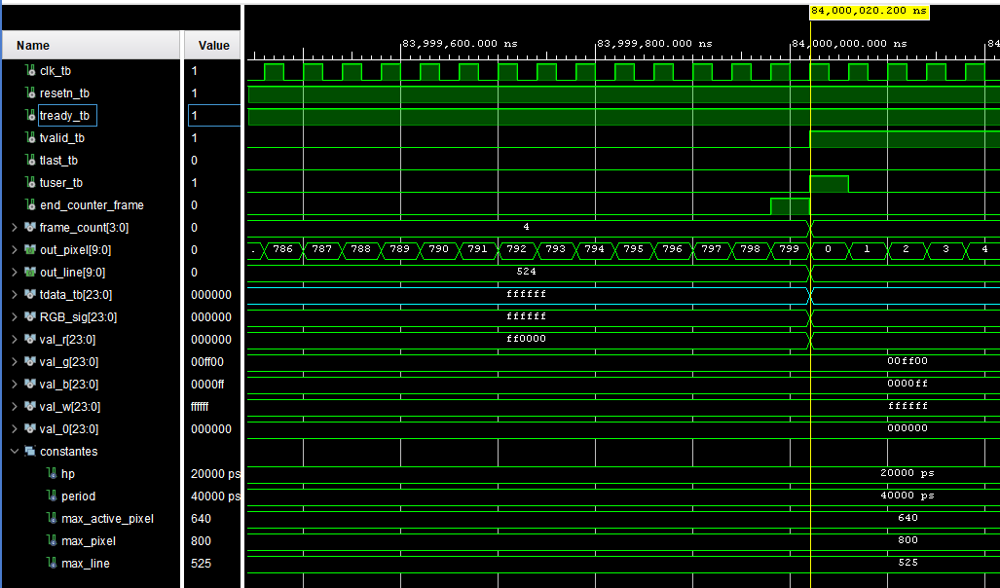 84,000,020.200 ns
Name Value
83,999,600.000 ns 83,999,800.000 ns 84,000,000.000 ns 84
clk_tb 1
resetn_tb 1
tready_tb 1
tvalid_tb 1
tlast_tb 0
tuser_tb 1
end_counter_frame 0
frame_count[3:0] 0 4
out_pixel[9:0] 0 . 786 787 788 789 790 791 792 793 794 795 796 797 798 799 0 1 2 3 4
out_line[9:0] 0 524
tdata_tb[23:0] 000000 ffffff
RGB_sig[23:0] 000000 ffffff
val_r[23:0] 000000 ff0000
val_g[23:0] 00ff00 00ff00
val_b[23:0] 0000ff 0000ff
val_w[23:0] ffffff ffffff
val_0[23:0] 000000 000000
constantes
hp 20000 ps 20000 ps
period 40000 ps 40000 ps
max_active_pixel 640 640
max_pixel 800 800
max_line 525 525